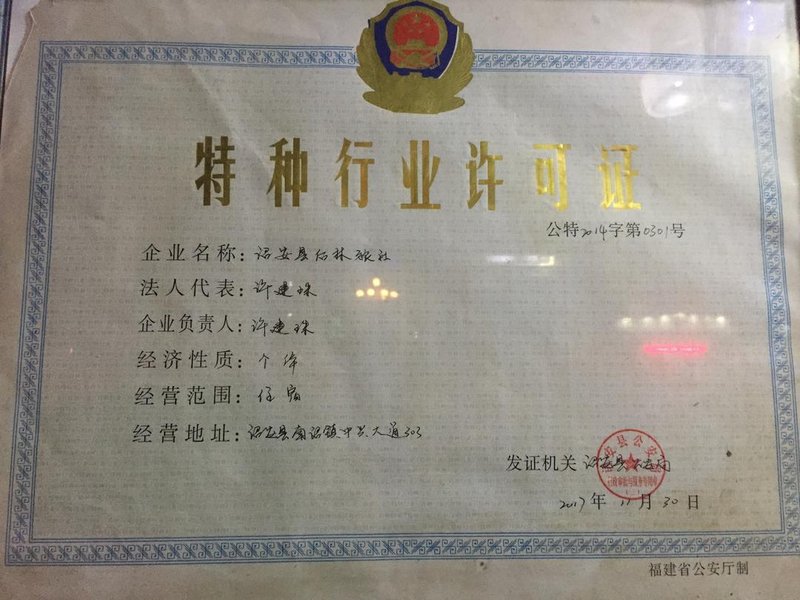 特种行业许可证
公特2014字第0301号
企业名称：诏安县后林旅社
法人代表：许建珠
企业负责人：许建珠
经济性质：个体
经营范围：住宿
经营地址：诏安县南诏镇中兴大道303
发证机关 诏安县公安局
2017年11月30日
福建省公安厅制